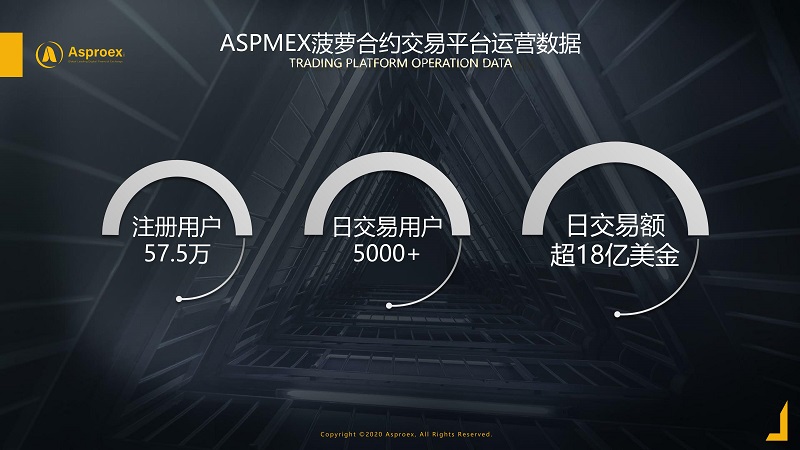 Asproex
ASPMEX菠萝合约交易平台运营数据
TRADING PLATFORM OPERATION DATA
注册用户
57.5万
日交易用户
5000+
日交易额
超18亿美金
Copyright ©2020 Asproex, All Rights Reserved.